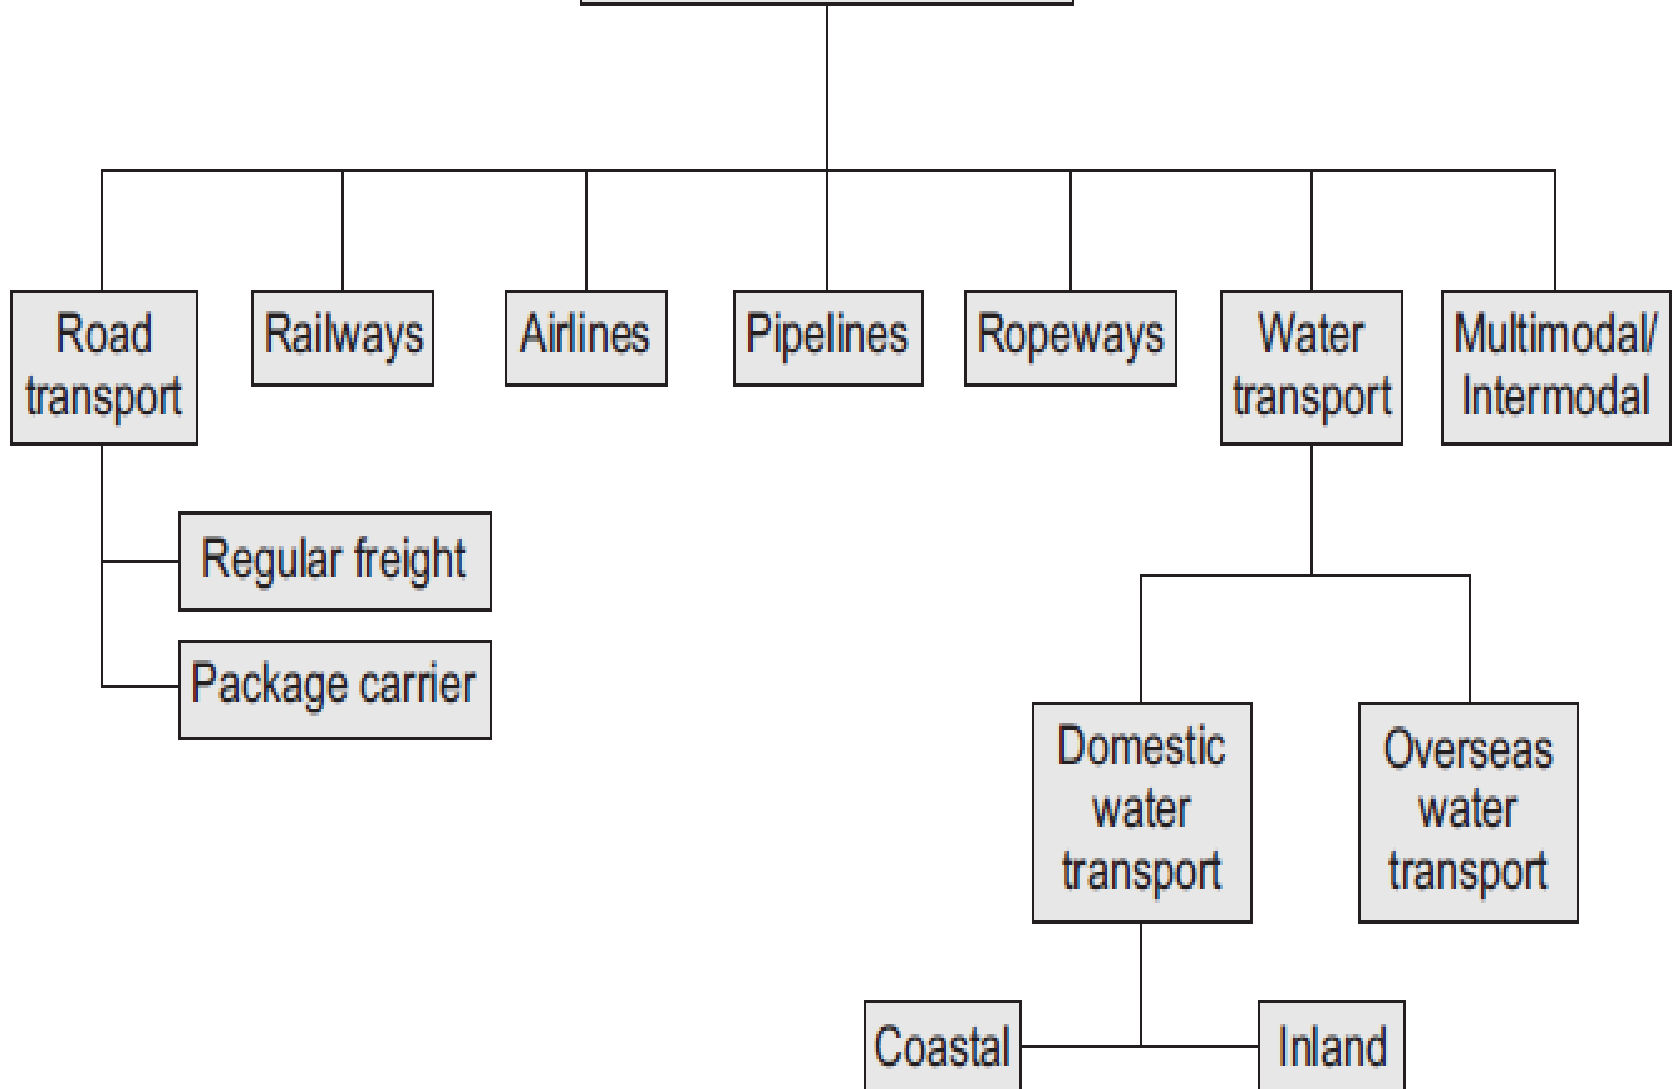 Road
transport
Railways
Airlines
Pipelines
Ropeways
Water
transport
Multimodal/
Intermodal
Regular freight
Package carrier
Domestic
water
transport
Overseas
water
transport
Coastal
Inland